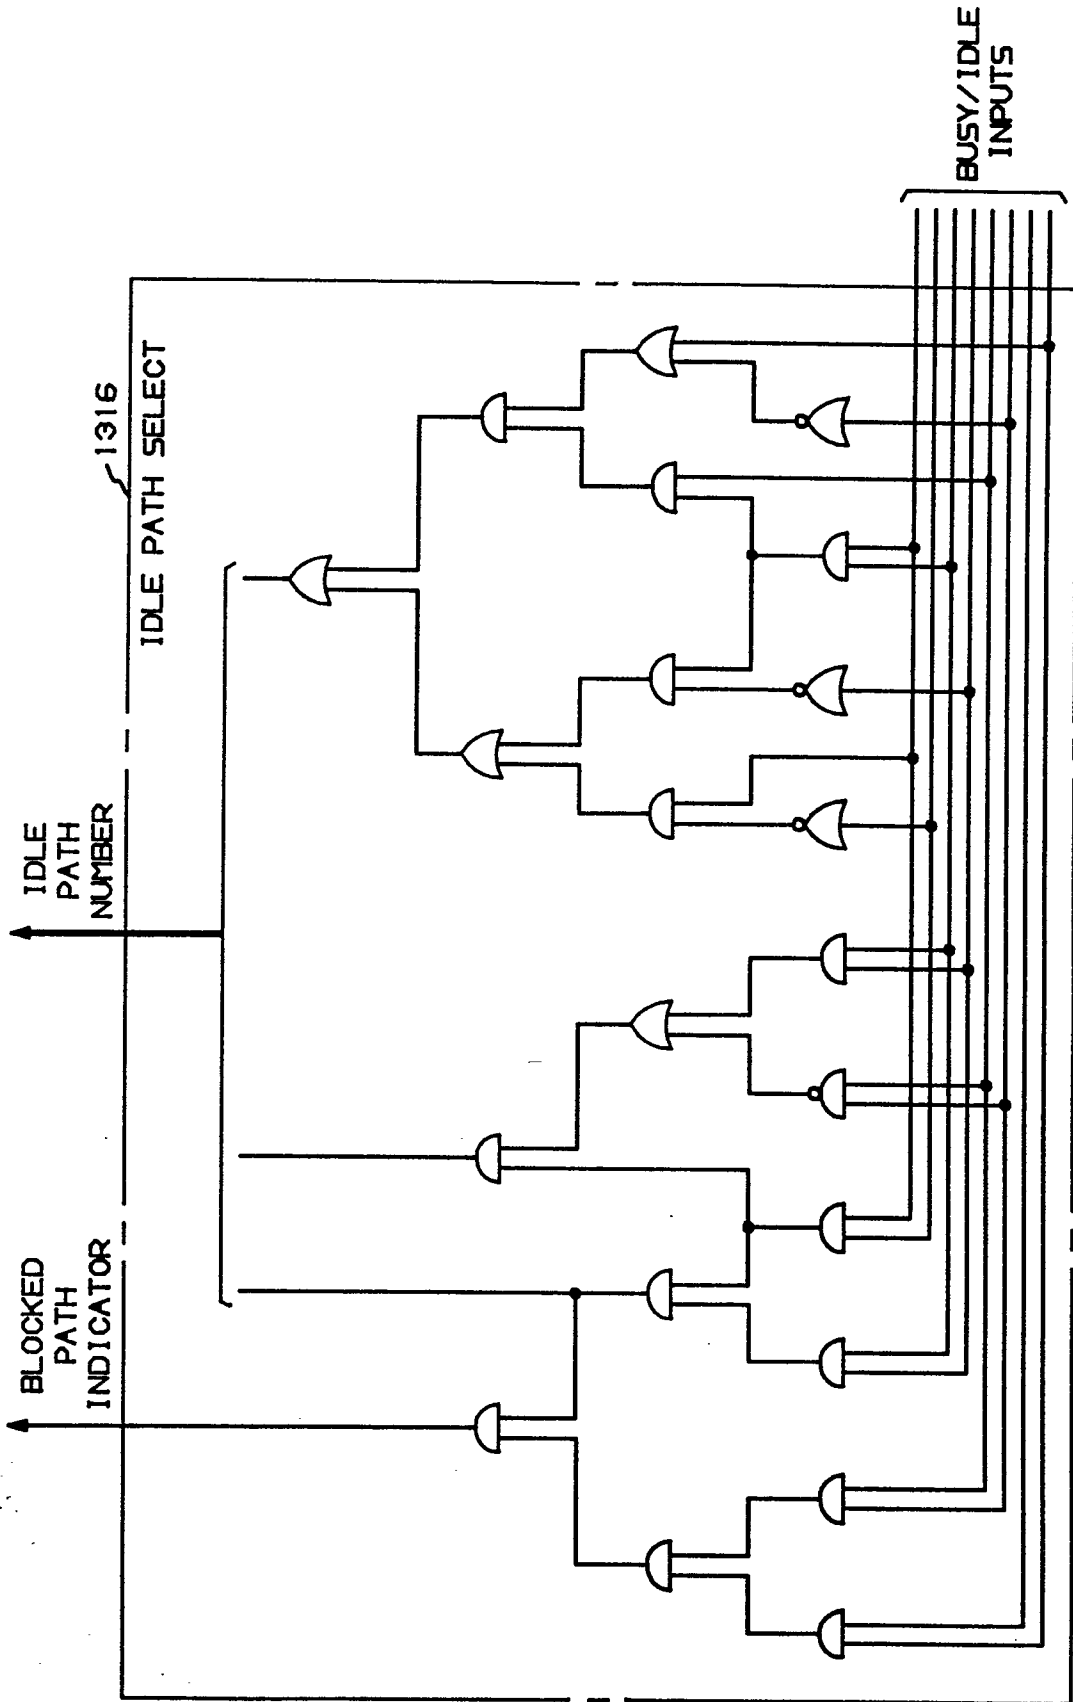 BLOCKED
PATH
INDICATOR
IDLE
PATH
NUMBER
1316
IDLE PATH SELECT
BUSY/IDLE
INPUTS